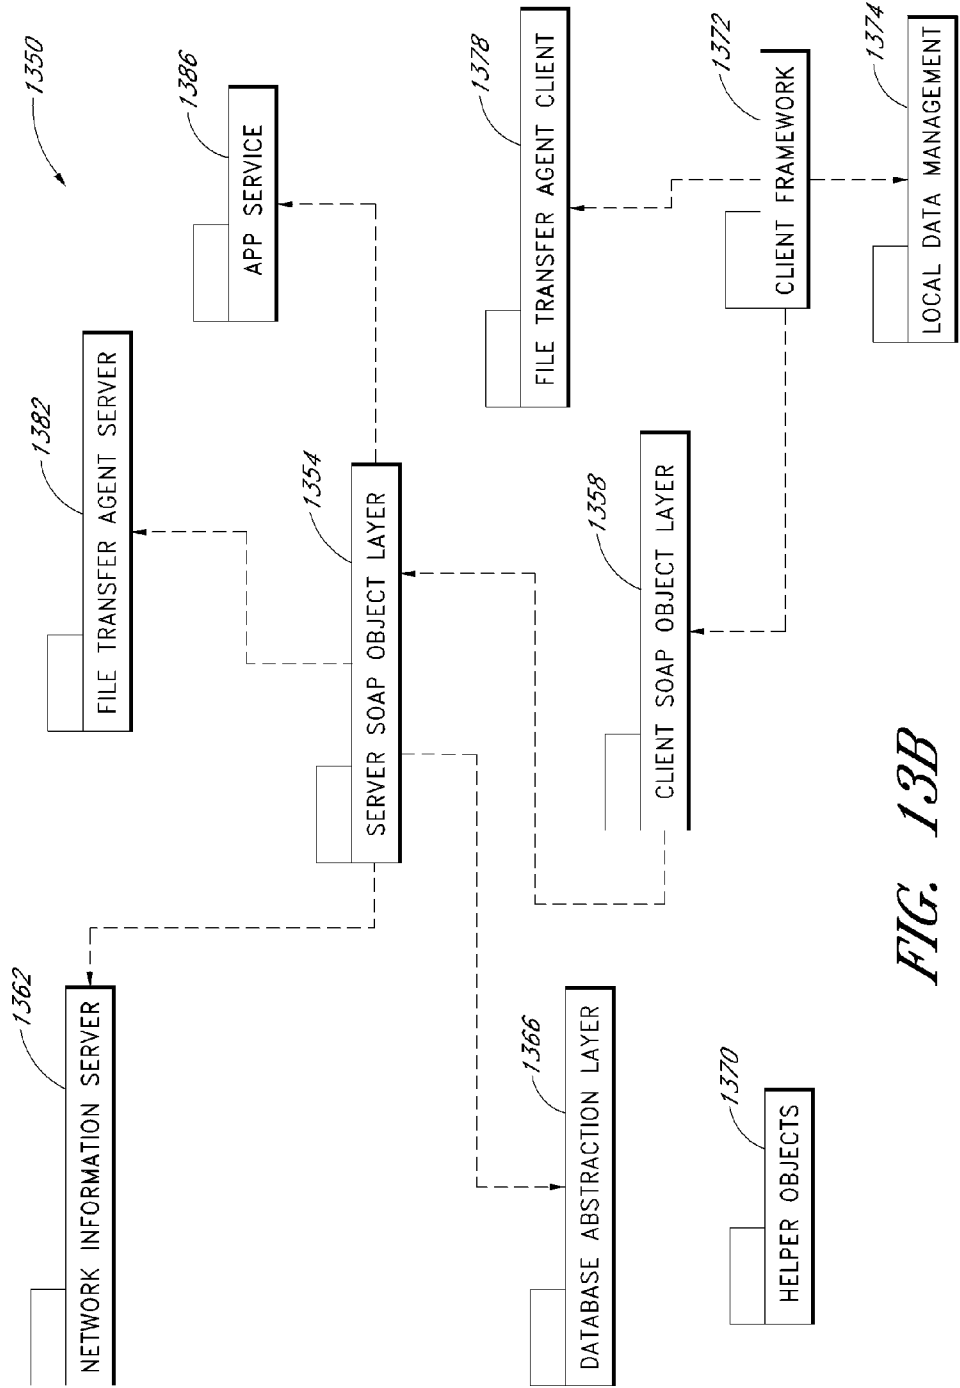 1350
1362
NETWORK INFORMATION SERVER
1382
FILE TRANSFER AGENT SERVER
1386
APP SERVICE
1354
SERVER SOAP OBJECT LAYER
1366
DATABASE ABSTRACTION LAYER
1378
FILE TRANSFER AGENT CLIENT
1358
CLIENT SOAP OBJECT LAYER
1370
HELPER OBJECTS
1372
CLIENT FRAMEWORK
1374
LOCAL DATA MANAGEMENT
FIG. 13B